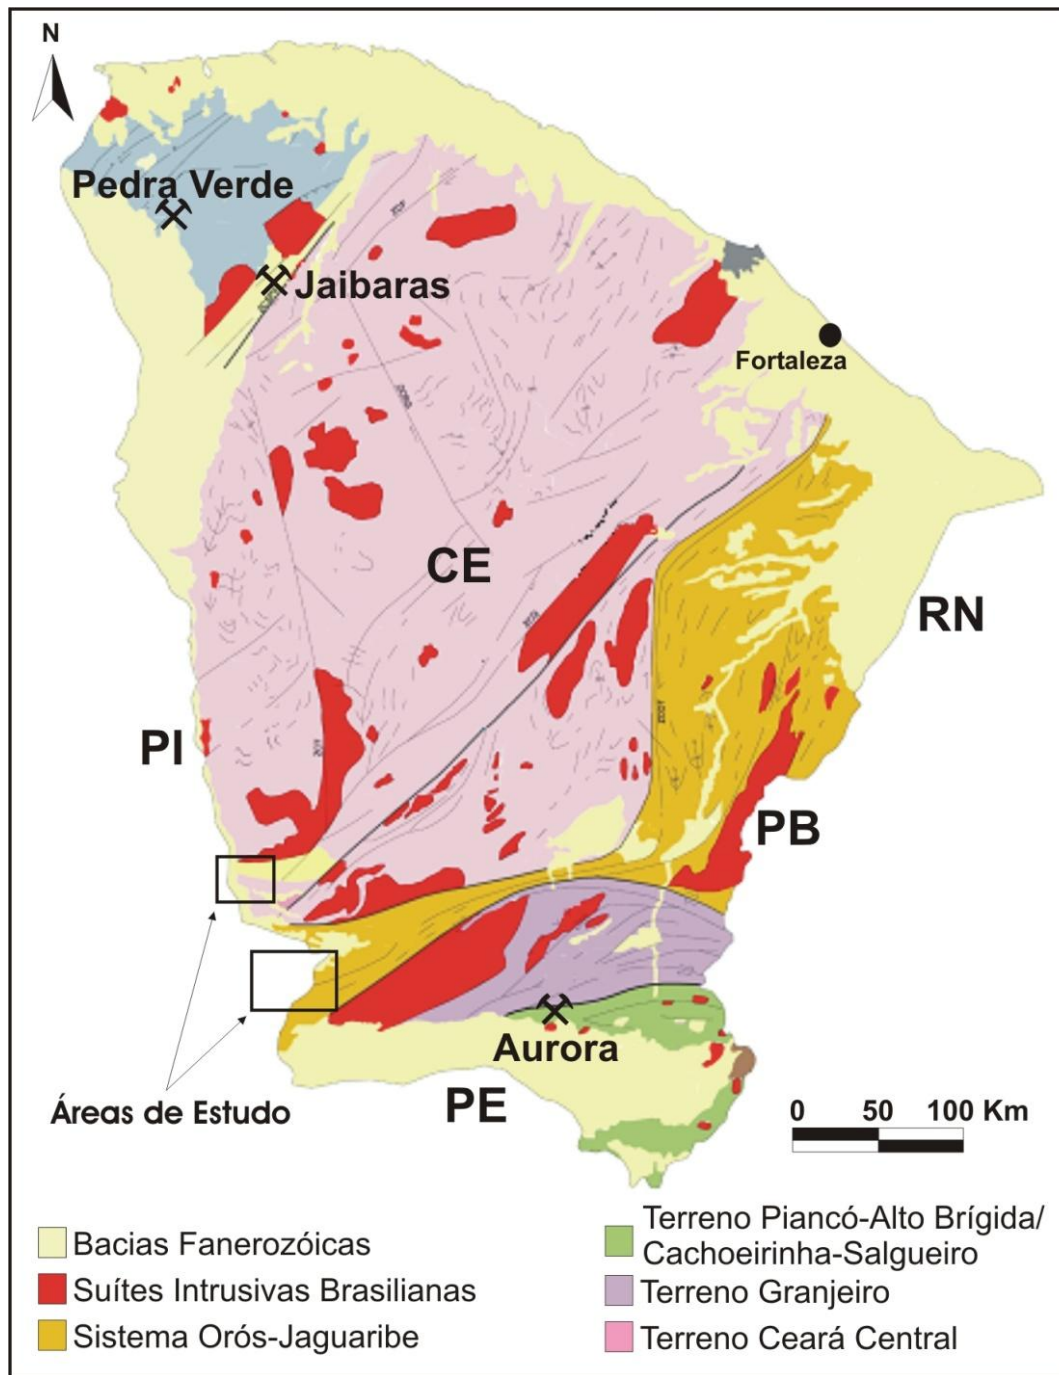 N
Pedra Verde
Jaibaras
Fortaleza
CE
RN
PI
PB
Aurora
PE
Áreas de Estudo
0 50 100 Km
Bacias Fanerozóicas
Suítes Intrusivas Brasilianas
Sistema Orós-Jaguaribe
Terreno Piancó-Alto Brígida/
Cachoeirinha-Salgueiro
Terreno Granjeiro
Terreno Ceará Central